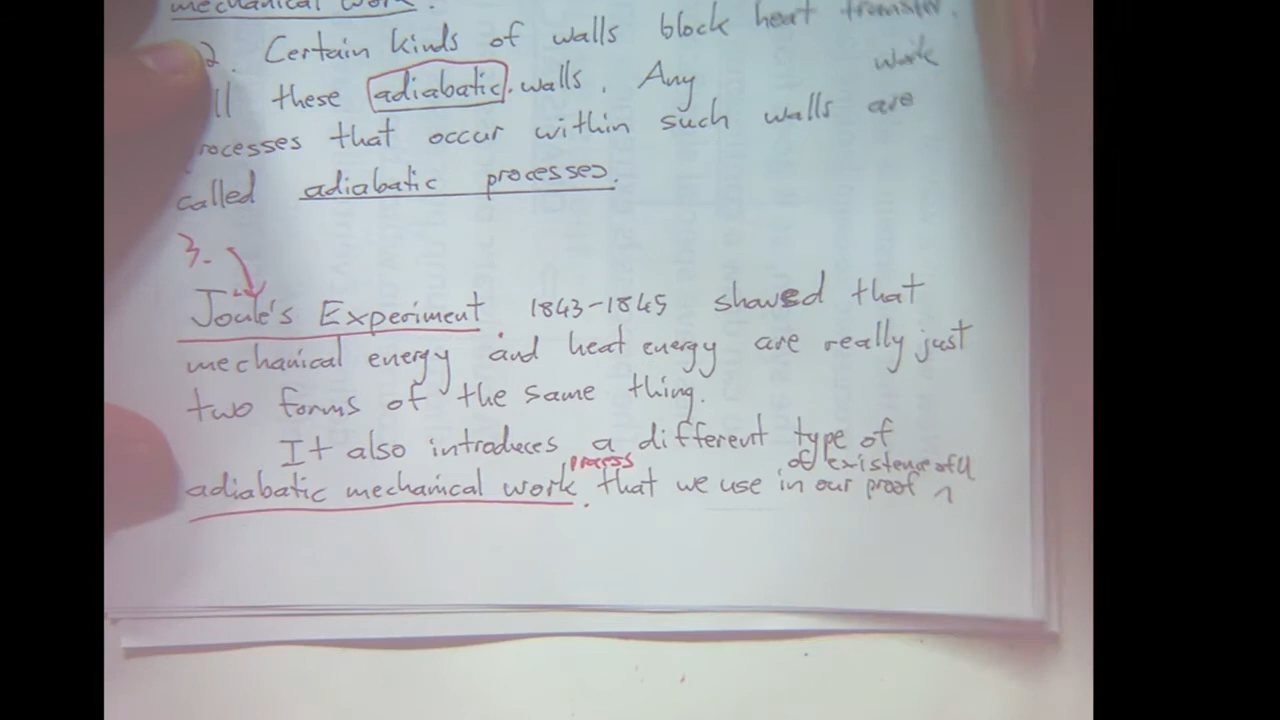 mechanical work.
2. Certain kinds of walls block heat transfer.
these adiabatic walls. Any work
rocesses that occur within such walls are
called adiabatic processes.
3.
Joule's Experiment 1843-1845 showed that
mechanical energy and heat energy are really just
two forms of the same thing.
It also introduces a different type of
process of existence of U
adiabatic mechanical work that we use in our proof